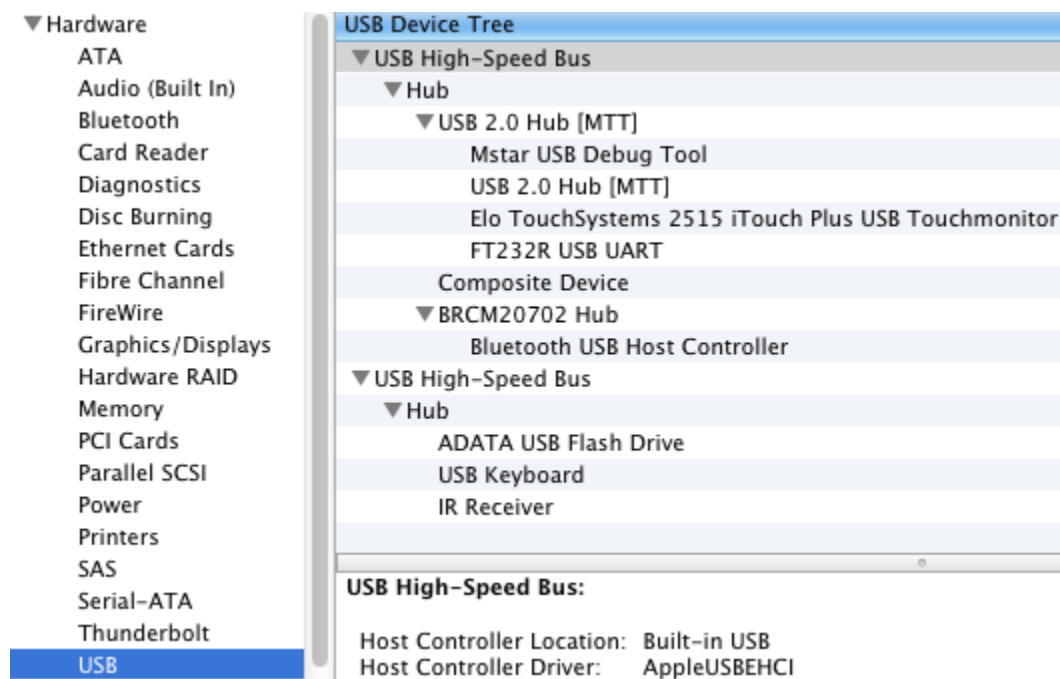 Hardware
ATA
Audio (Built In)
Bluetooth
Card Reader
Diagnostics
Disc Burning
Ethernet Cards
Fibre Channel
FireWire
Graphics/Displays
Hardware RAID
Memory
PCI Cards
Parallel SCSI
Power
Printers
SAS
Serial-ATA
Thunderbolt
USB
USB Device Tree
USB High-Speed Bus
Hub
USB 2.0 Hub [MTT]
Mstar USB Debug Tool
USB 2.0 Hub [MTT]
Elo TouchSystems 2515 iTouch Plus USB Touchmonitor
FT232R USB UART
Composite Device
BRCM20702 Hub
Bluetooth USB Host Controller
USB High-Speed Bus
Hub
ADATA USB Flash Drive
USB Keyboard
IR Receiver
USB High-Speed Bus:
Host Controller Location: Built-in USB
Host Controller Driver: AppleUSBEHCI